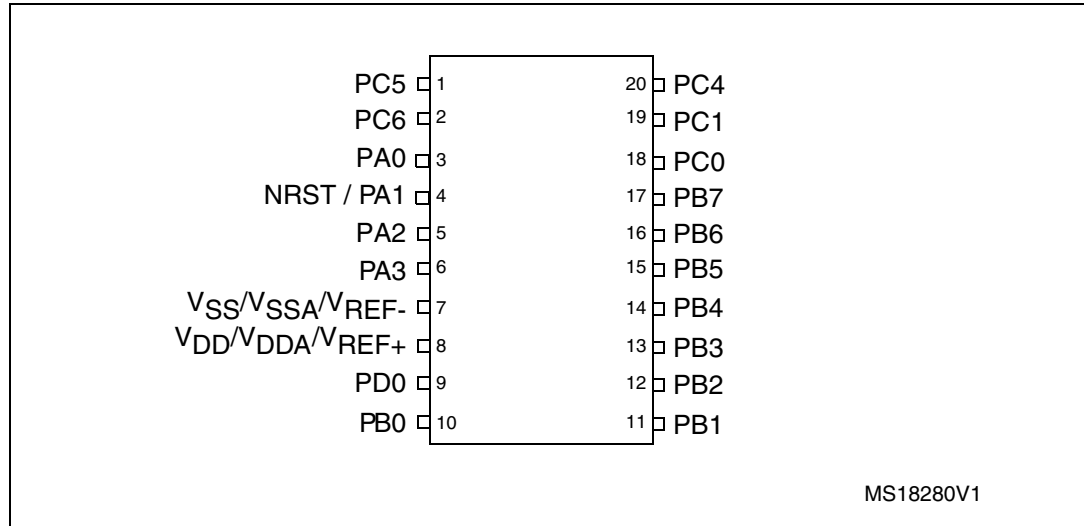 PC5 1 20 PC4
PC6 2 19 PC1
PA0 3 18 PC0
NRST / PA1 4 17 PB7
PA2 5 16 PB6
PA3 6 15 PB5
VSS/VSSA/VREF- 7 14 PB4
VDD/VDDA/VREF+ 8 13 PB3
PD0 9 12 PB2
PB0 10 11 PB1
MS18280V1